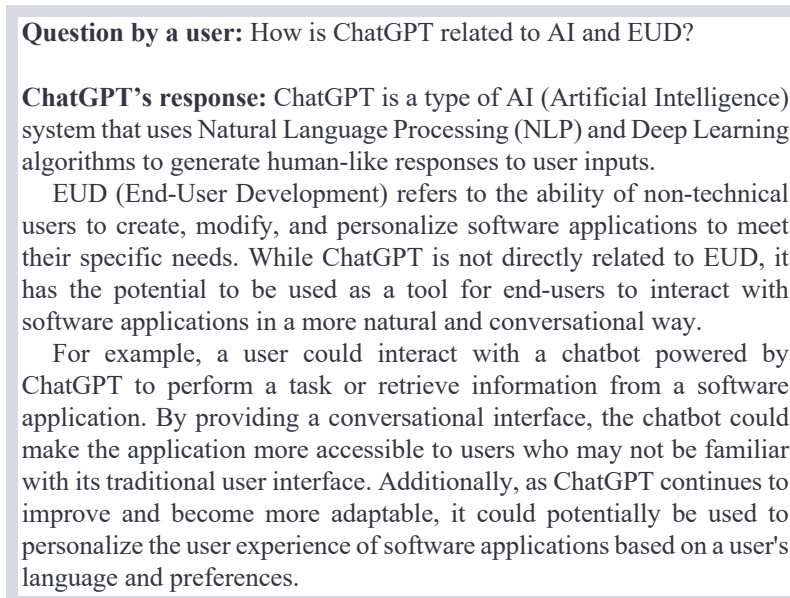 Question by a user: How is ChatGPT related to AI and EUD?
ChatGPT's response: ChatGPT is a type of AI (Artificial Intelligence)
system that uses Natural Language Processing (NLP) and Deep Learning
algorithms to generate human-like responses to user inputs.
EUD (End-User Development) refers to the ability of non-technical
users to create, modify, and personalize software applications to meet
their specific needs. While ChatGPT is not directly related to EUD, it
has the potential to be used as a tool for end-users to interact with
software applications in a more natural and conversational way.
For example, a user could interact with a chatbot powered by
ChatGPT to perform a task or retrieve information from a software
application. By providing a conversational interface, the chatbot could
make the application more accessible to users who may not be familiar
with its traditional user interface. Additionally, as ChatGPT continues to
improve and become more adaptable, it could potentially be used to
personalize the user experience of software applications based on a user's
language and preferences.